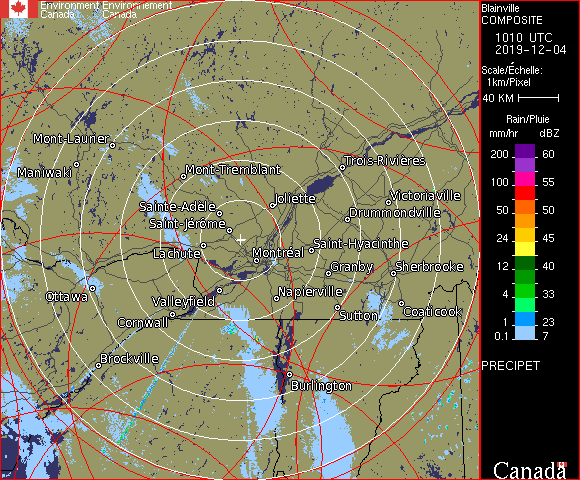 Environment Environnement
Canada Canada
Blainville
COMPOSITE
1010 UTC
2019-12-04
Scale/Échelle:
1km/Pixel
40 KM
Rain/Pluie
mm/hr dBZ
200 60
100 55
50 50
24 45
12 40
4 33
1 23
0.1 7
PRECIPET
Canada
Mont-Laurier
Maniwaki
Mont-Tremblant
Trois-Rivières
Sainte-Adèle
Joliette
Victoriaville
Drummondville
Saint-Jérôme
Lachute
Montréal
Saint-Hyacinthe
Granby
Sherbrooke
Ottawa
Valleyfield
Napierville
Cornwall
Sutton
Coaticook
Brockville
Burlington